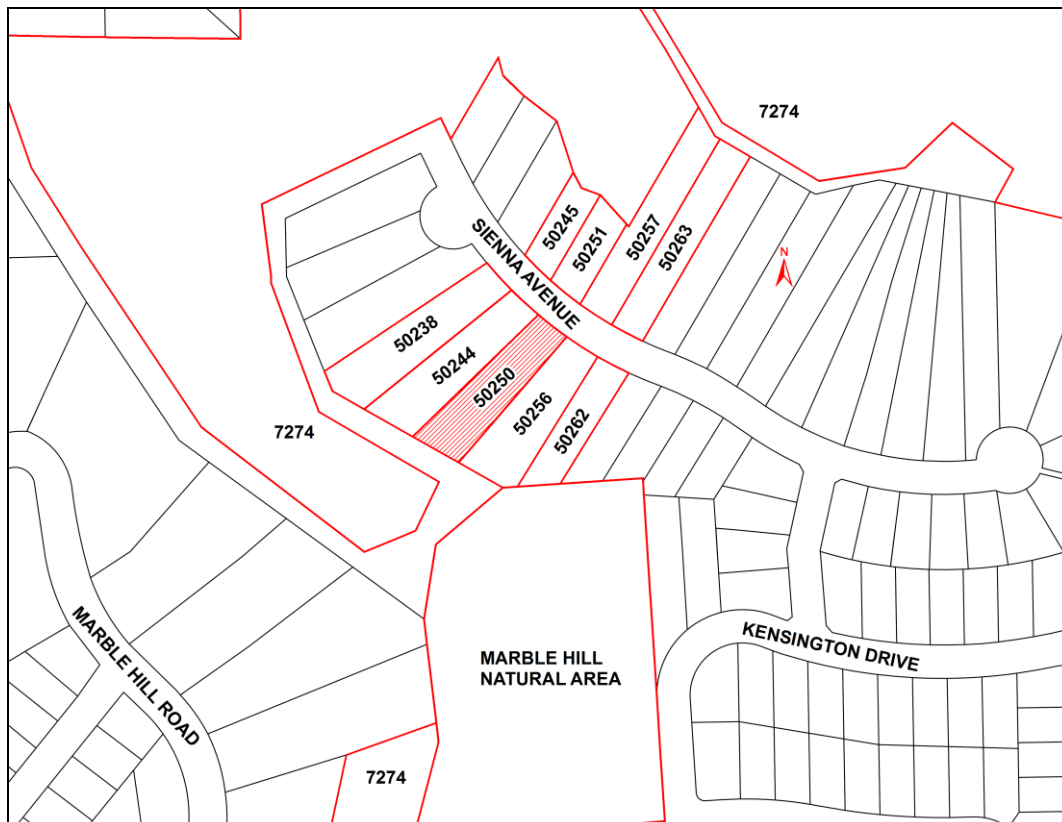 7274
50245
50251
50257
50263
SIENNA AVENUE
N
50238
50244
50250
50256
50262
7274
MARBLE HILL ROAD
MARBLE HILL
NATURAL AREA
KENSINGTON DRIVE
7274